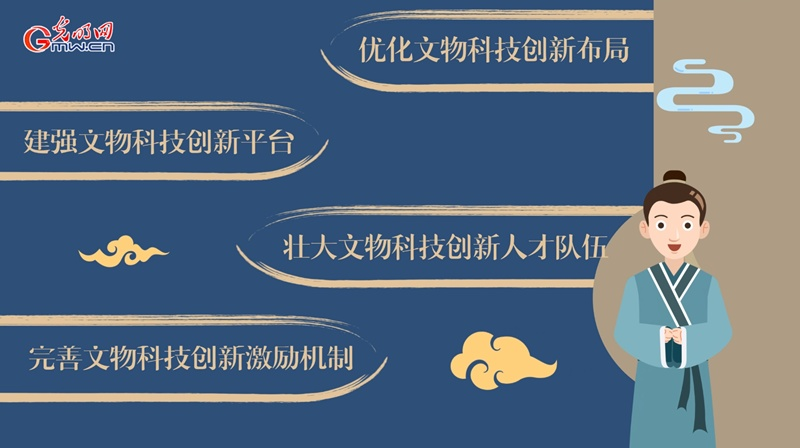 光明网
Gmw.cn
优化文物科技创新布局
建强文物科技创新平台
壮大文物科技创新人才队伍
完善文物科技创新激励机制